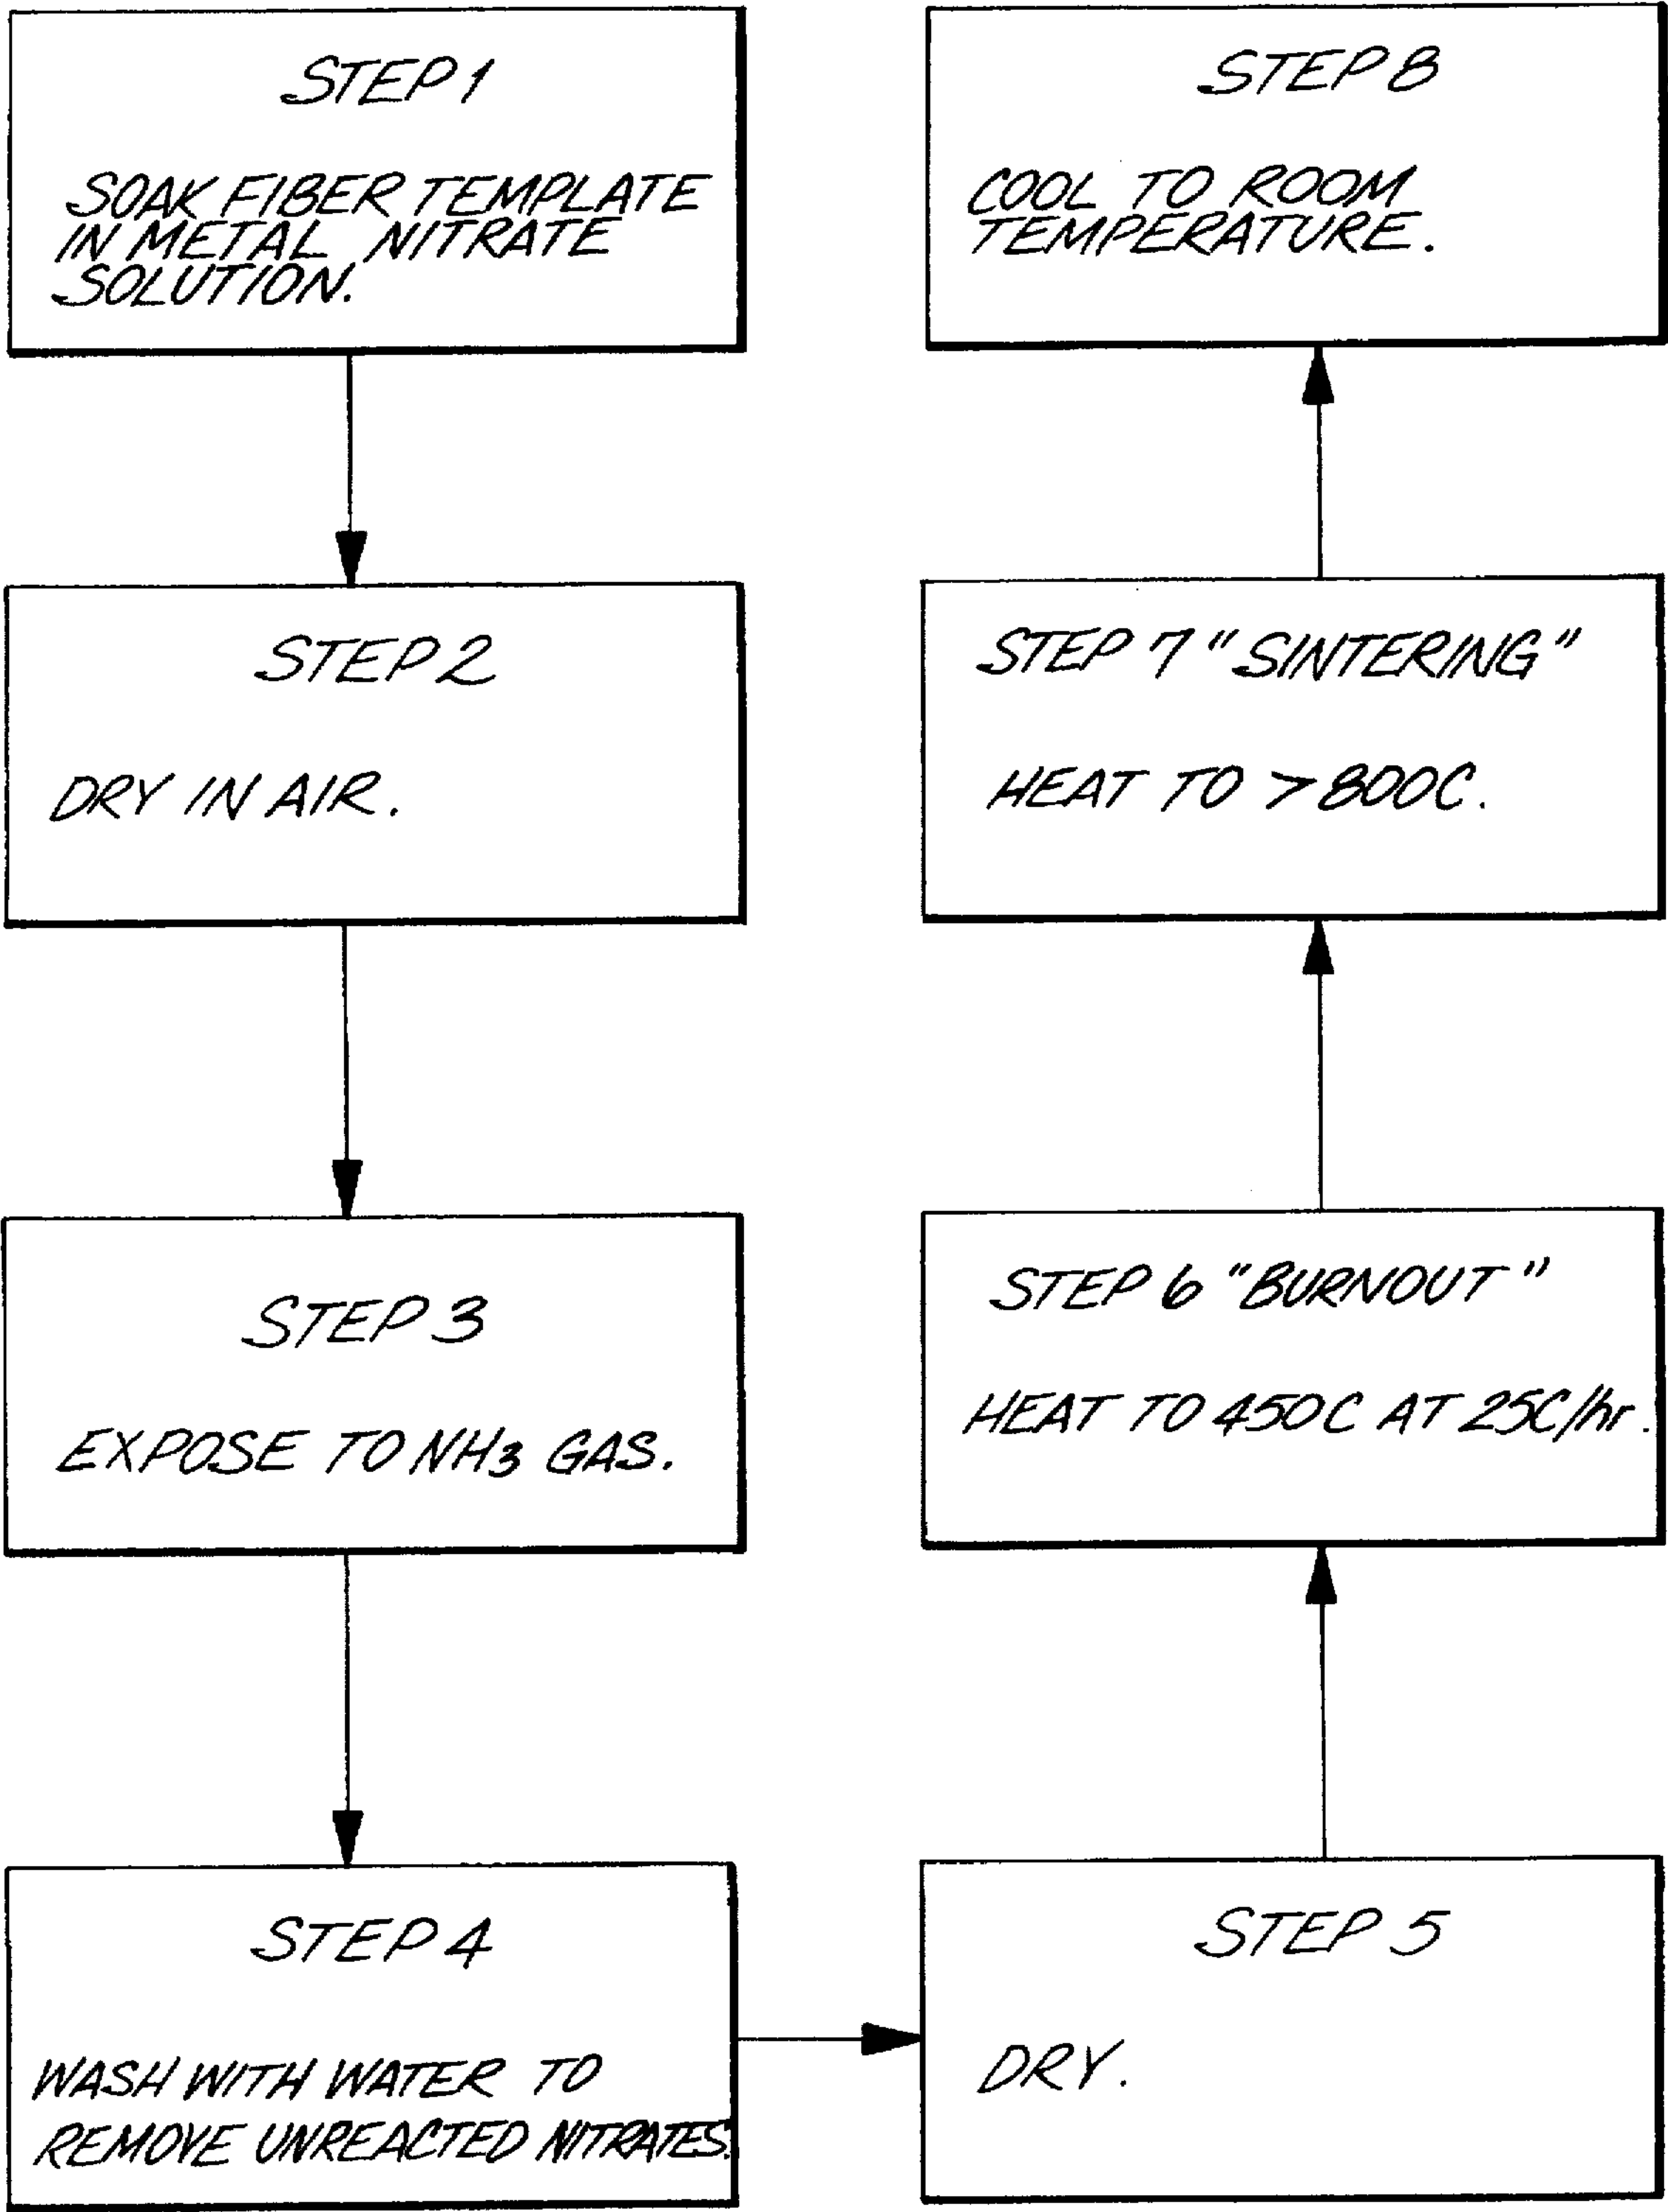 STEP 1
SOAK FIBER TEMPLATE
IN METAL NITRATE
SOLUTION.
STEP 2
DRY IN AIR.
STEP 3
EXPOSE TO NH3 GAS.
STEP 4
WASH WITH WATER TO
REMOVE UNREACTED NITRATES.
STEP 5
DRY.
STEP 6 "BURNOUT"
HEAT TO 450C AT 25C/hr.
STEP 7 "SINTERING"
HEAT TO >800C.
STEP 8
COOL TO ROOM
TEMPERATURE.